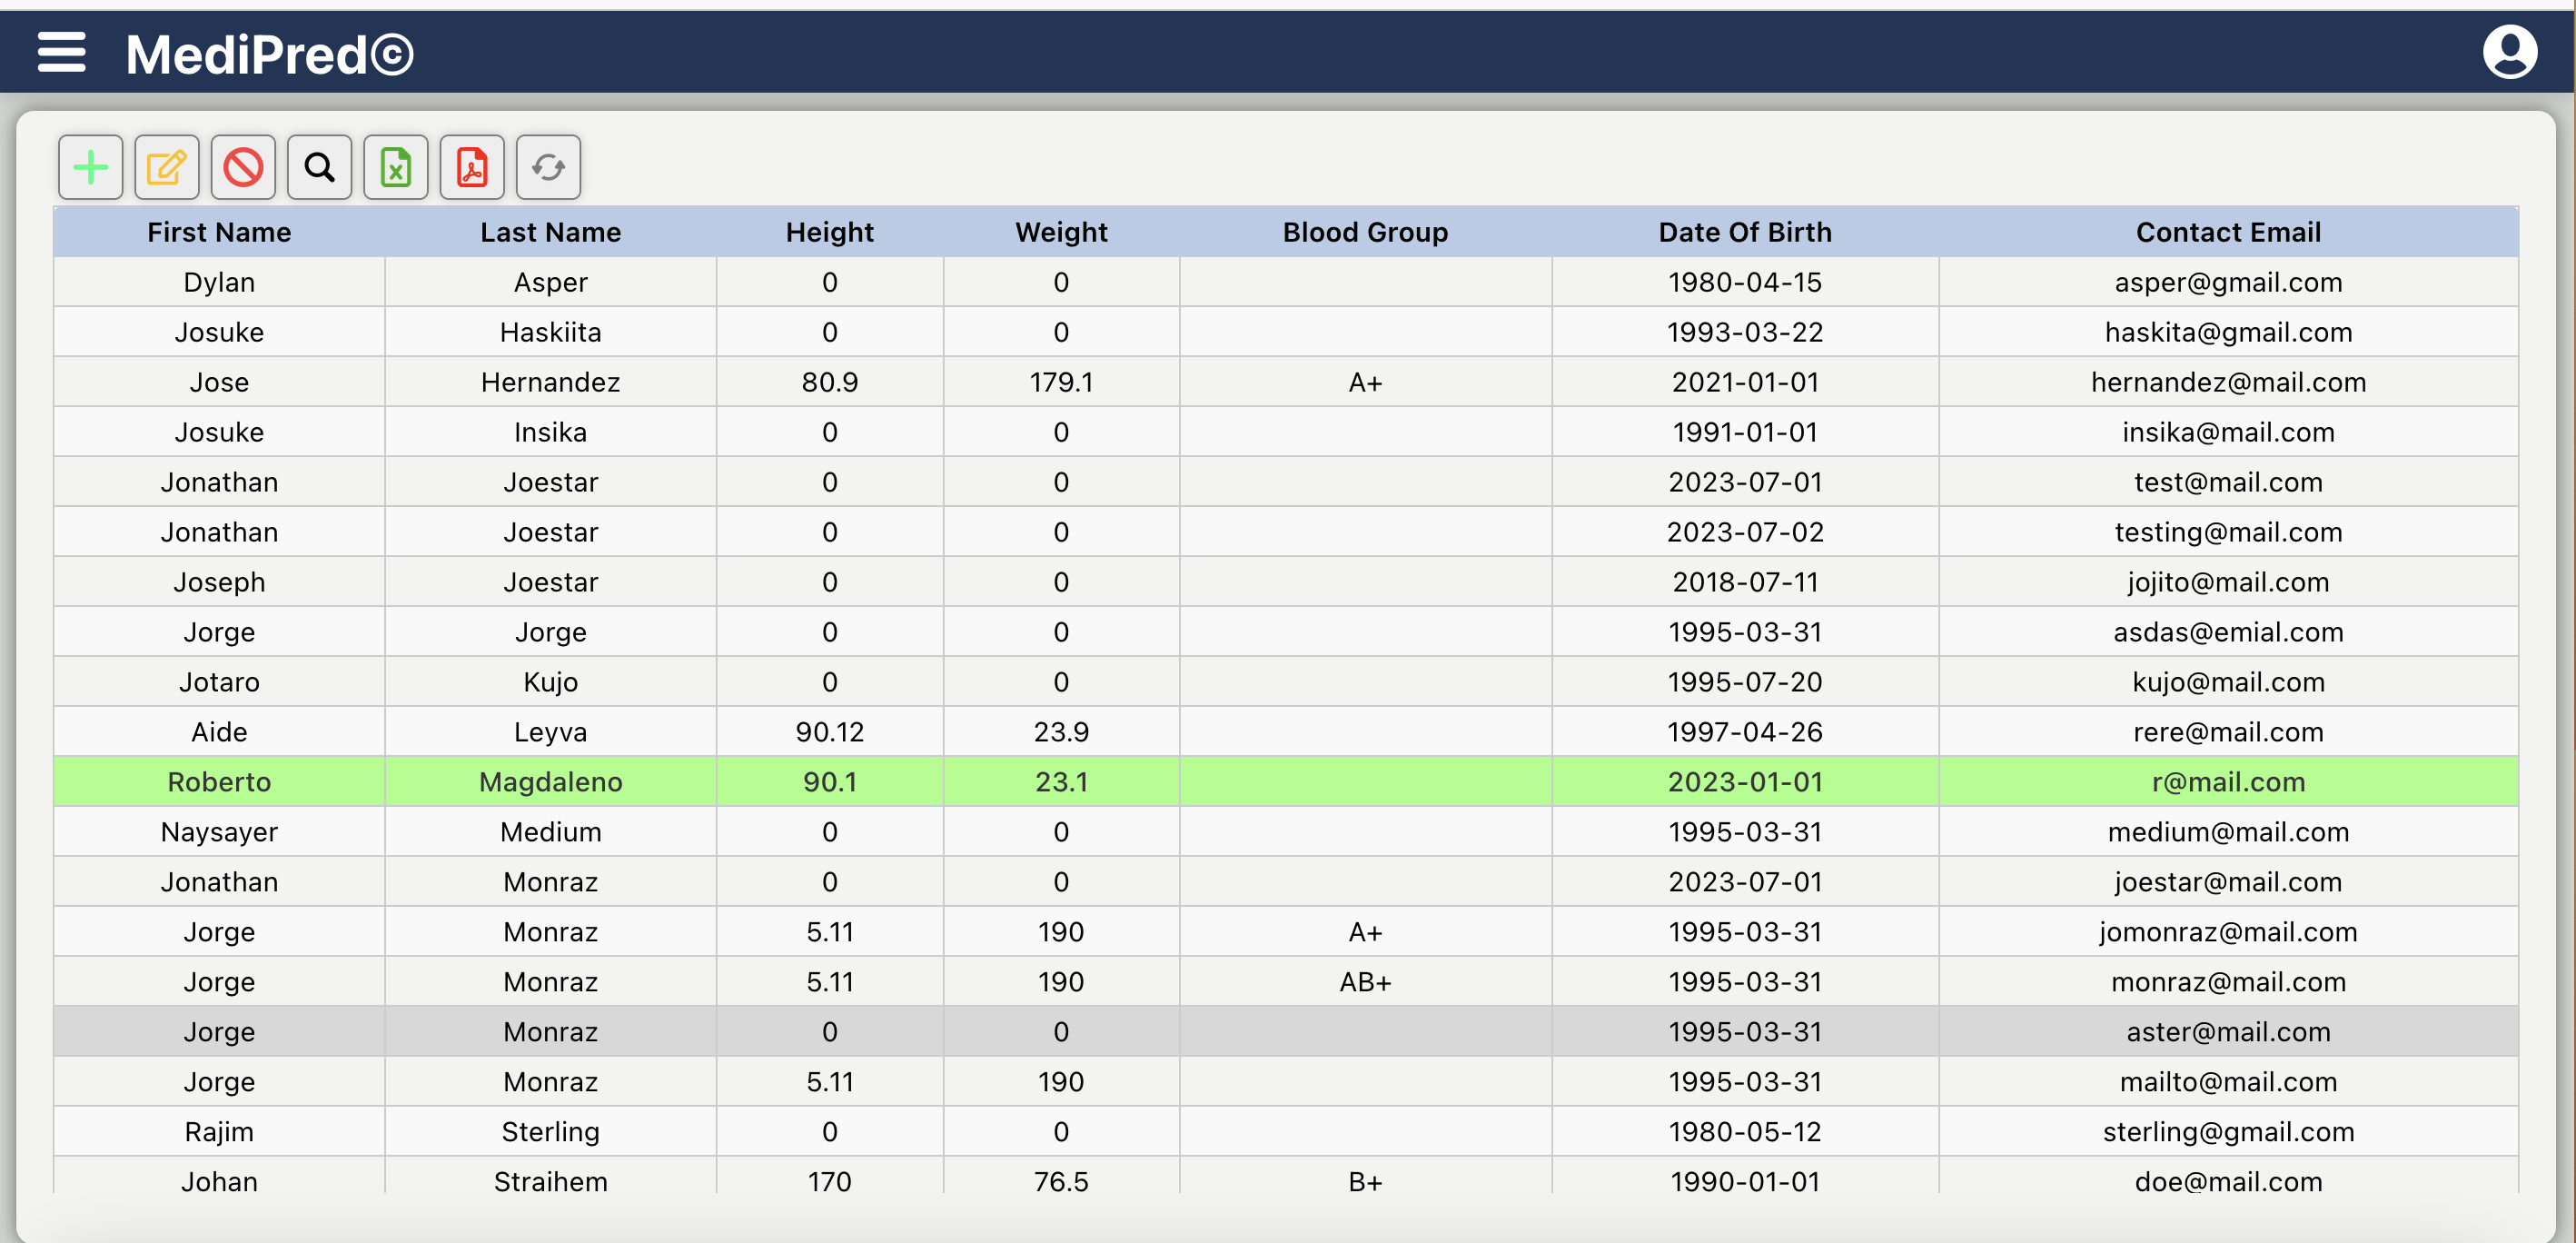 MediPred©
First Name Last Name Height Weight Blood Group Date Of Birth Contact Email
Dylan Asper 0 0 1980-04-15 asper@gmail.com
Josuke Haskiita 0 0 1993-03-22 haskita@gmail.com
Jose Hernandez 80.9 179.1 A+ 2021-01-01 hernandez@mail.com
Josuke Insika 0 0 1991-01-01 insika@mail.com
Jonathan Joestar 0 0 2023-07-01 test@mail.com
Jonathan Joestar 0 0 2023-07-02 testing@mail.com
Joseph Joestar 0 0 2018-07-11 jojito@mail.com
Jorge Jorge 0 0 1995-03-31 asdas@emial.com
Jotaro Kujo 0 0 1995-07-20 kujo@mail.com
Aide Leyva 90.12 23.9 1997-04-26 rere@mail.com
Roberto Magdaleno 90.1 23.1 2023-01-01 r@mail.com
Naysayer Medium 0 0 1995-03-31 medium@mail.com
Jonathan Monraz 0 0 2023-07-01 joestar@mail.com
Jorge Monraz 5.11 190 A+ 1995-03-31 jomonraz@mail.com
Jorge Monraz 5.11 190 AB+ 1995-03-31 monraz@mail.com
Jorge Monraz 0 0 1995-03-31 aster@mail.com
Jorge Monraz 5.11 190 1995-03-31 mailto@mail.com
Rajim Sterling 0 0 1980-05-12 sterling@gmail.com
Johan Straihem 170 76.5 B+ 1990-01-01 doe@mail.com